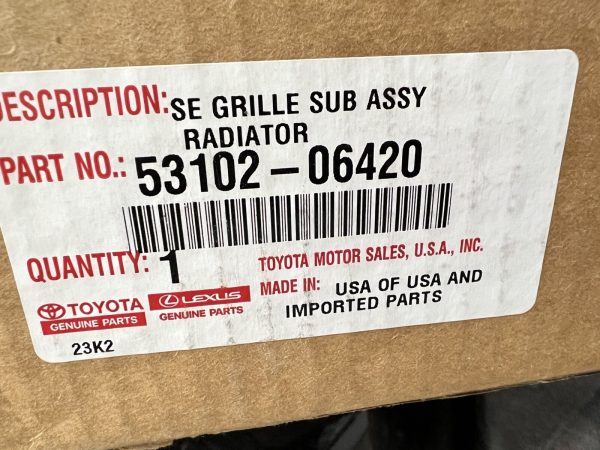 DESCRIPTION: SE GRILLE SUB ASSY
RADIATOR
PART NO.: 53102-06420
QUANTITY: 1
TOYOTA MOTOR SALES, U.S.A., INC.
MADE IN: USA OF USA AND
IMPORTED PARTS
TOYOTA
GENUINE PARTS
LEXUS
GENUINE PARTS
23K2